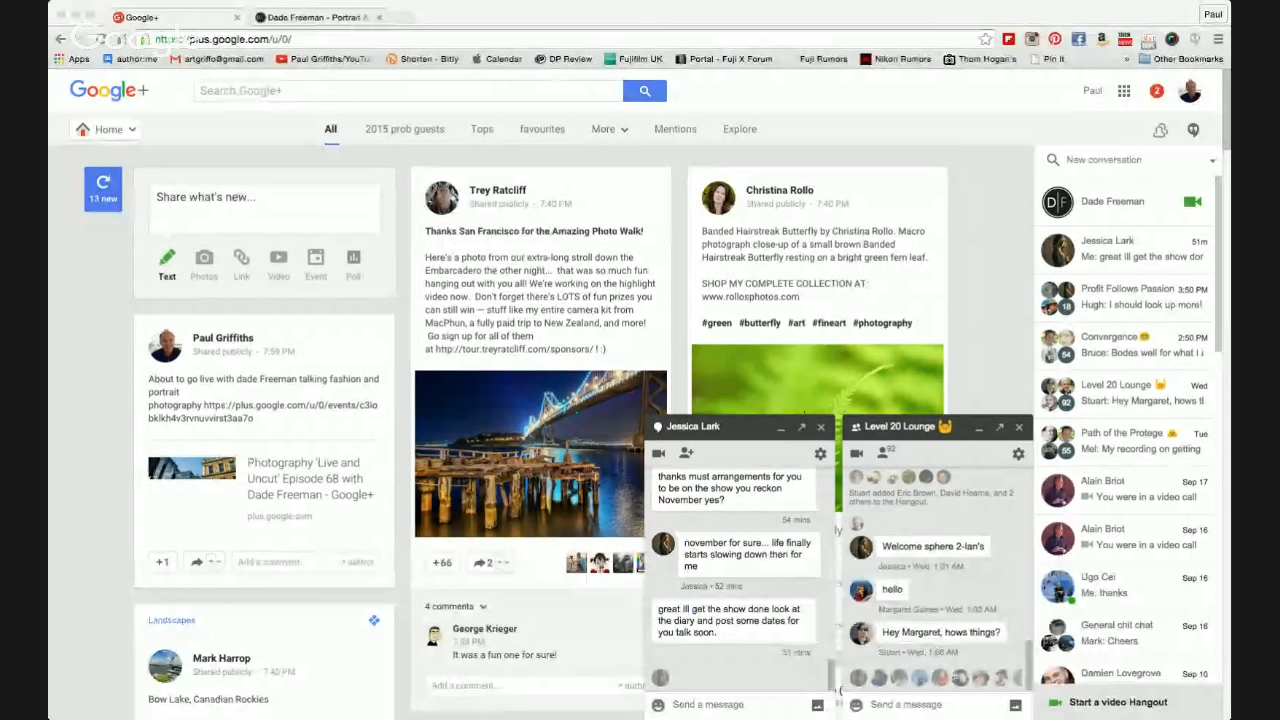 Google+
Dade Freeman - Portrait &
Paul
https://plus.google.com/u/0/
Apps
author:me
artgriffo@gmail.com
Paul Griffiths/YouTu
Shorten - Bitly
Calendar
DP Review
Fujifilm UK
Portal - Fuji X Forum
Fuji Rumors
Nikon Rumors
Thom Hogan's
Pin It
»
Other Bookmarks
Google+
Search Google+
Paul
2
Home
All
2015 prob guests
Tops
favourites
More
Mentions
Explore
13 new
Share what's new...
Text
Photos
Link
Video
Event
Poll
Paul Griffiths
Shared publicly - 7:59 PM
About to go live with dade Freeman talking fashion and
portrait
photography https://plus.google.com/u/0/events/c3io
bklkh4v3rnuvvirst3aa7o
Photography 'Live and
Uncut' Episode 68 with
Dade Freeman - Google+
plus.google.com
+1
Add a comment...
Landscapes
Mark Harrop
Shared publicly - 7:40 PM
Bow Lake, Canadian Rockies
Trey Ratcliff
Shared publicly - 7:40 PM
Thanks San Francisco for the Amazing Photo Walk!
Here's a photo from our extra-long stroll down the
Embarcadero the other night... that was so much fun
hanging out with you all! We're working on the highlight
video now. Don't forget there's LOTS of fun prizes you
can still win — stuff like my entire camera kit from
MacPhun, a fully paid trip to New Zealand, and more!
Go sign up for all of them
at http://tour.treyratcliff.com/sponsors/ ! :)
+66
2
4 comments
George Krieger
7:58 PM
It was a fun one for sure!
Add a comment...
Christina Rollo
Shared publicly - 7:40 PM
Banded Hairstreak Butterfly by Christina Rollo. Macro
photograph close-up of a small brown Banded
Hairstreak Butterfly resting on a bright green fern leaf.
SHOP MY COMPLETE COLLECTION AT:
www.rollosphotos.com
#green #butterfly #art #fineart #photography
Jessica Lark
thanks must arrangements for you
to be on the show you reckon
November yes?
54 mins
november for sure... life finally
starts slowing down then for
me
Jessica • 52 mins
great ill get the show done look at
the diary and post some dates for
you talk soon.
51 mins
Send a message
Level 20 Lounge
92
Stuart added Eric Brown, David Hearne, and 2
others to the Hangout.
Welcome sphere 2-Ian's
Jessica • Wed, 1:01 AM
hello
Margaret Gaines • Wed, 1:02 AM
Hey Margaret, hows things?
Stuart • Wed, 1:06 AM
Send a message
New conversation
Dade Freeman
Jessica Lark
51m
Me: great ill get the show dor
Profit Follows Passion
3:50 PM
18
Hugh: I should look up more!
Convergence
2:50 PM
54
Bruce: Bodes well for what I a
Level 20 Lounge
Wed
92
Stuart: Hey Margaret, hows th
Path of the Protege
Tue
65
Mel: My recording on getting
Alain Briot
Sep 17
You were in a video call
Alain Briot
Sep 16
You were in a video call
Ugo Cei
Sep 16
Me: thanks
General chit chat
Sep 16
Mark: Cheers
Damien Lovegrove
Sep 10
Start a video Hangout